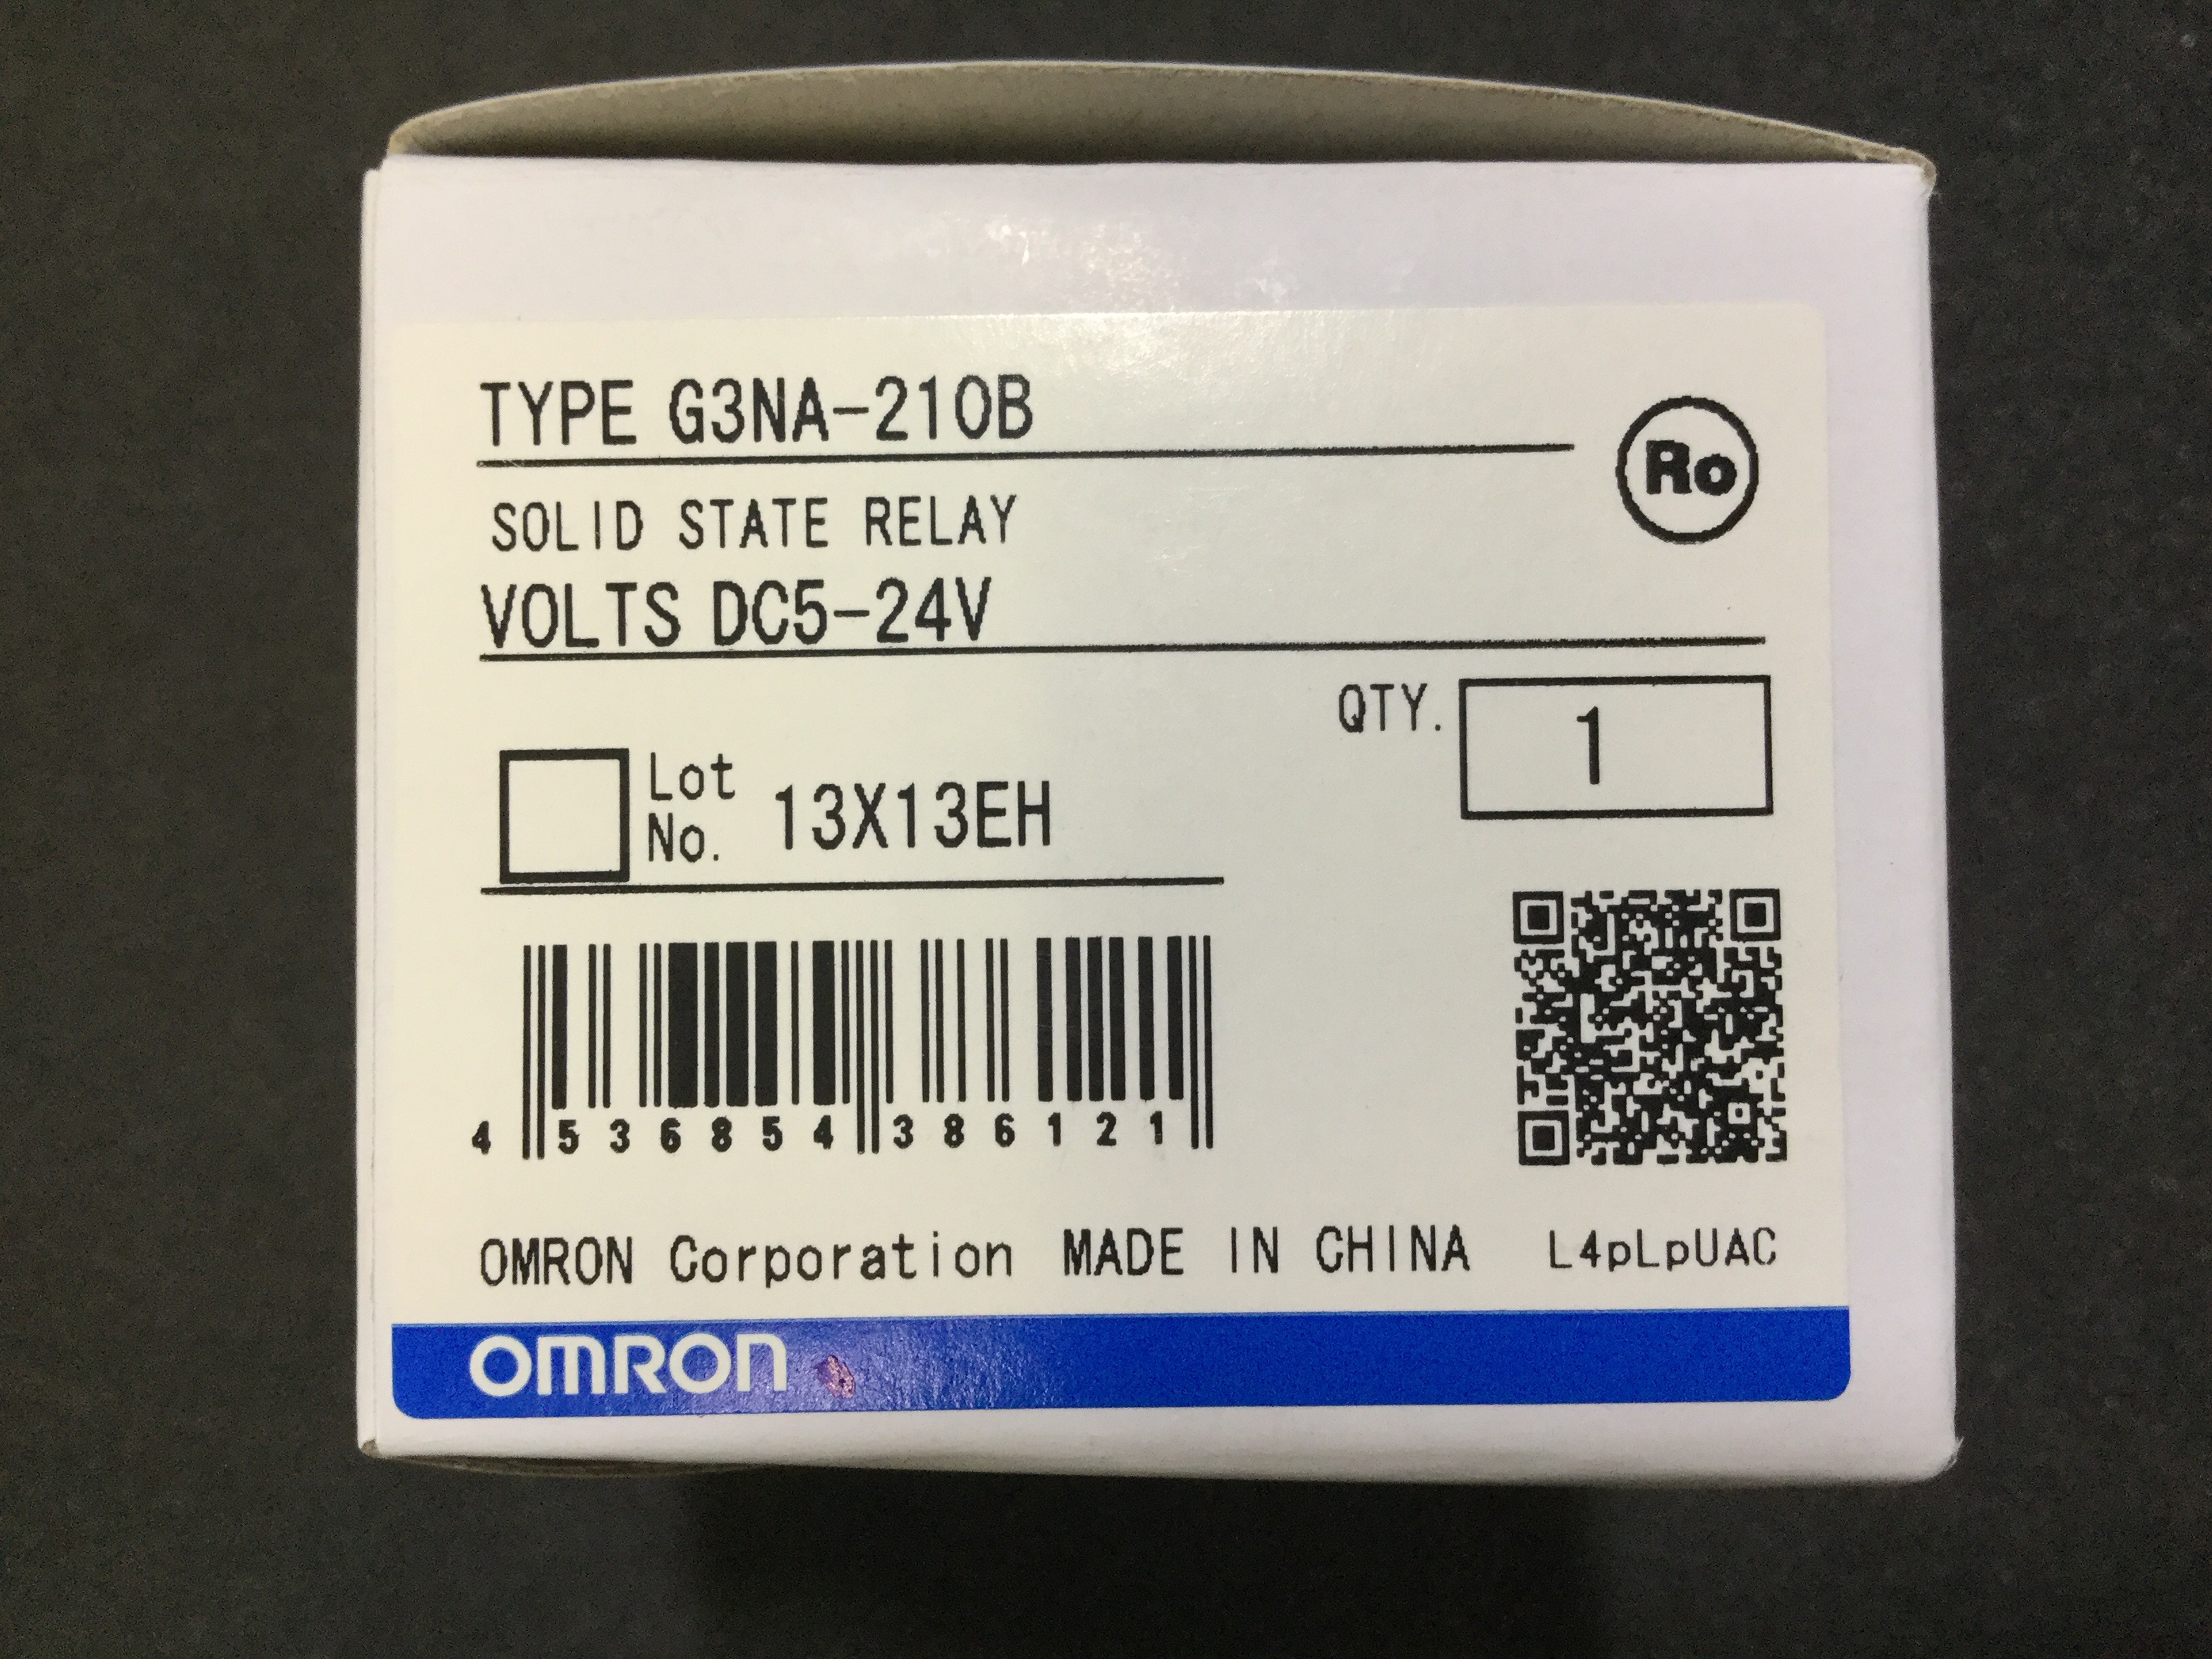 TYPE G3NA-210B
Ro
SOLID STATE RELAY
VOLTS DC5-24V
QTY. 1
Lot No. 13X13EH
4 536854 386121
OMRON Corporation MADE IN CHINA L4pLpUAC
OMRON